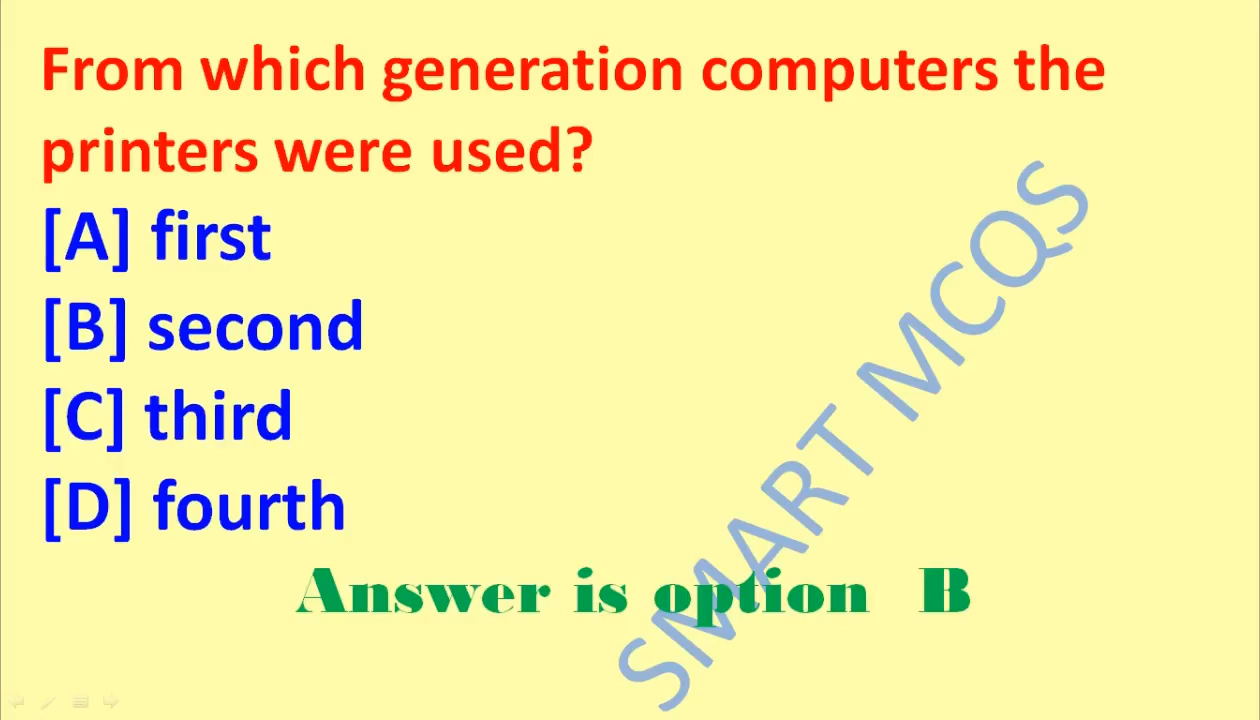 From which generation computers the
printers were used?
[A] first
[B] second
[C] third
[D] fourth
Answer is option B
SMART MCQS